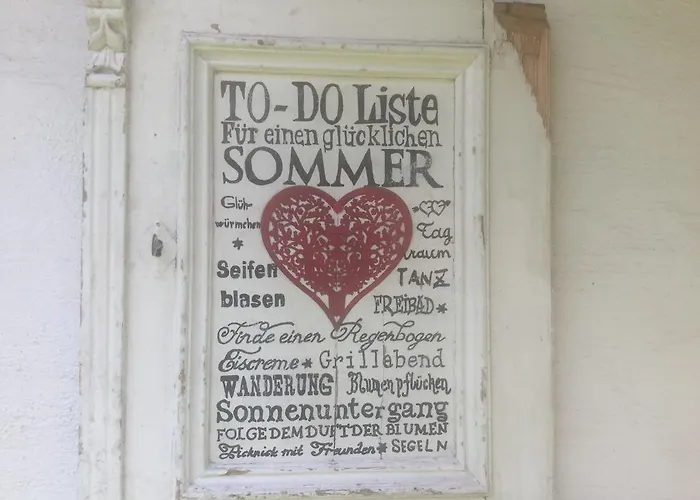 TO-DO Liste
Für einen glücklichen
SOMMER
Glüh-
würmchen
Tag
traum
Seifen
blasen
TANZ
FREIBAD
Finde einen Regenbogen
Eiscreme * Grillabend
WANDERUNG Blumen pflücken
Sonnenuntergang
FOLGE DEM DUFT DER BLUMEN
Picknick mit Freunden * SEGELN